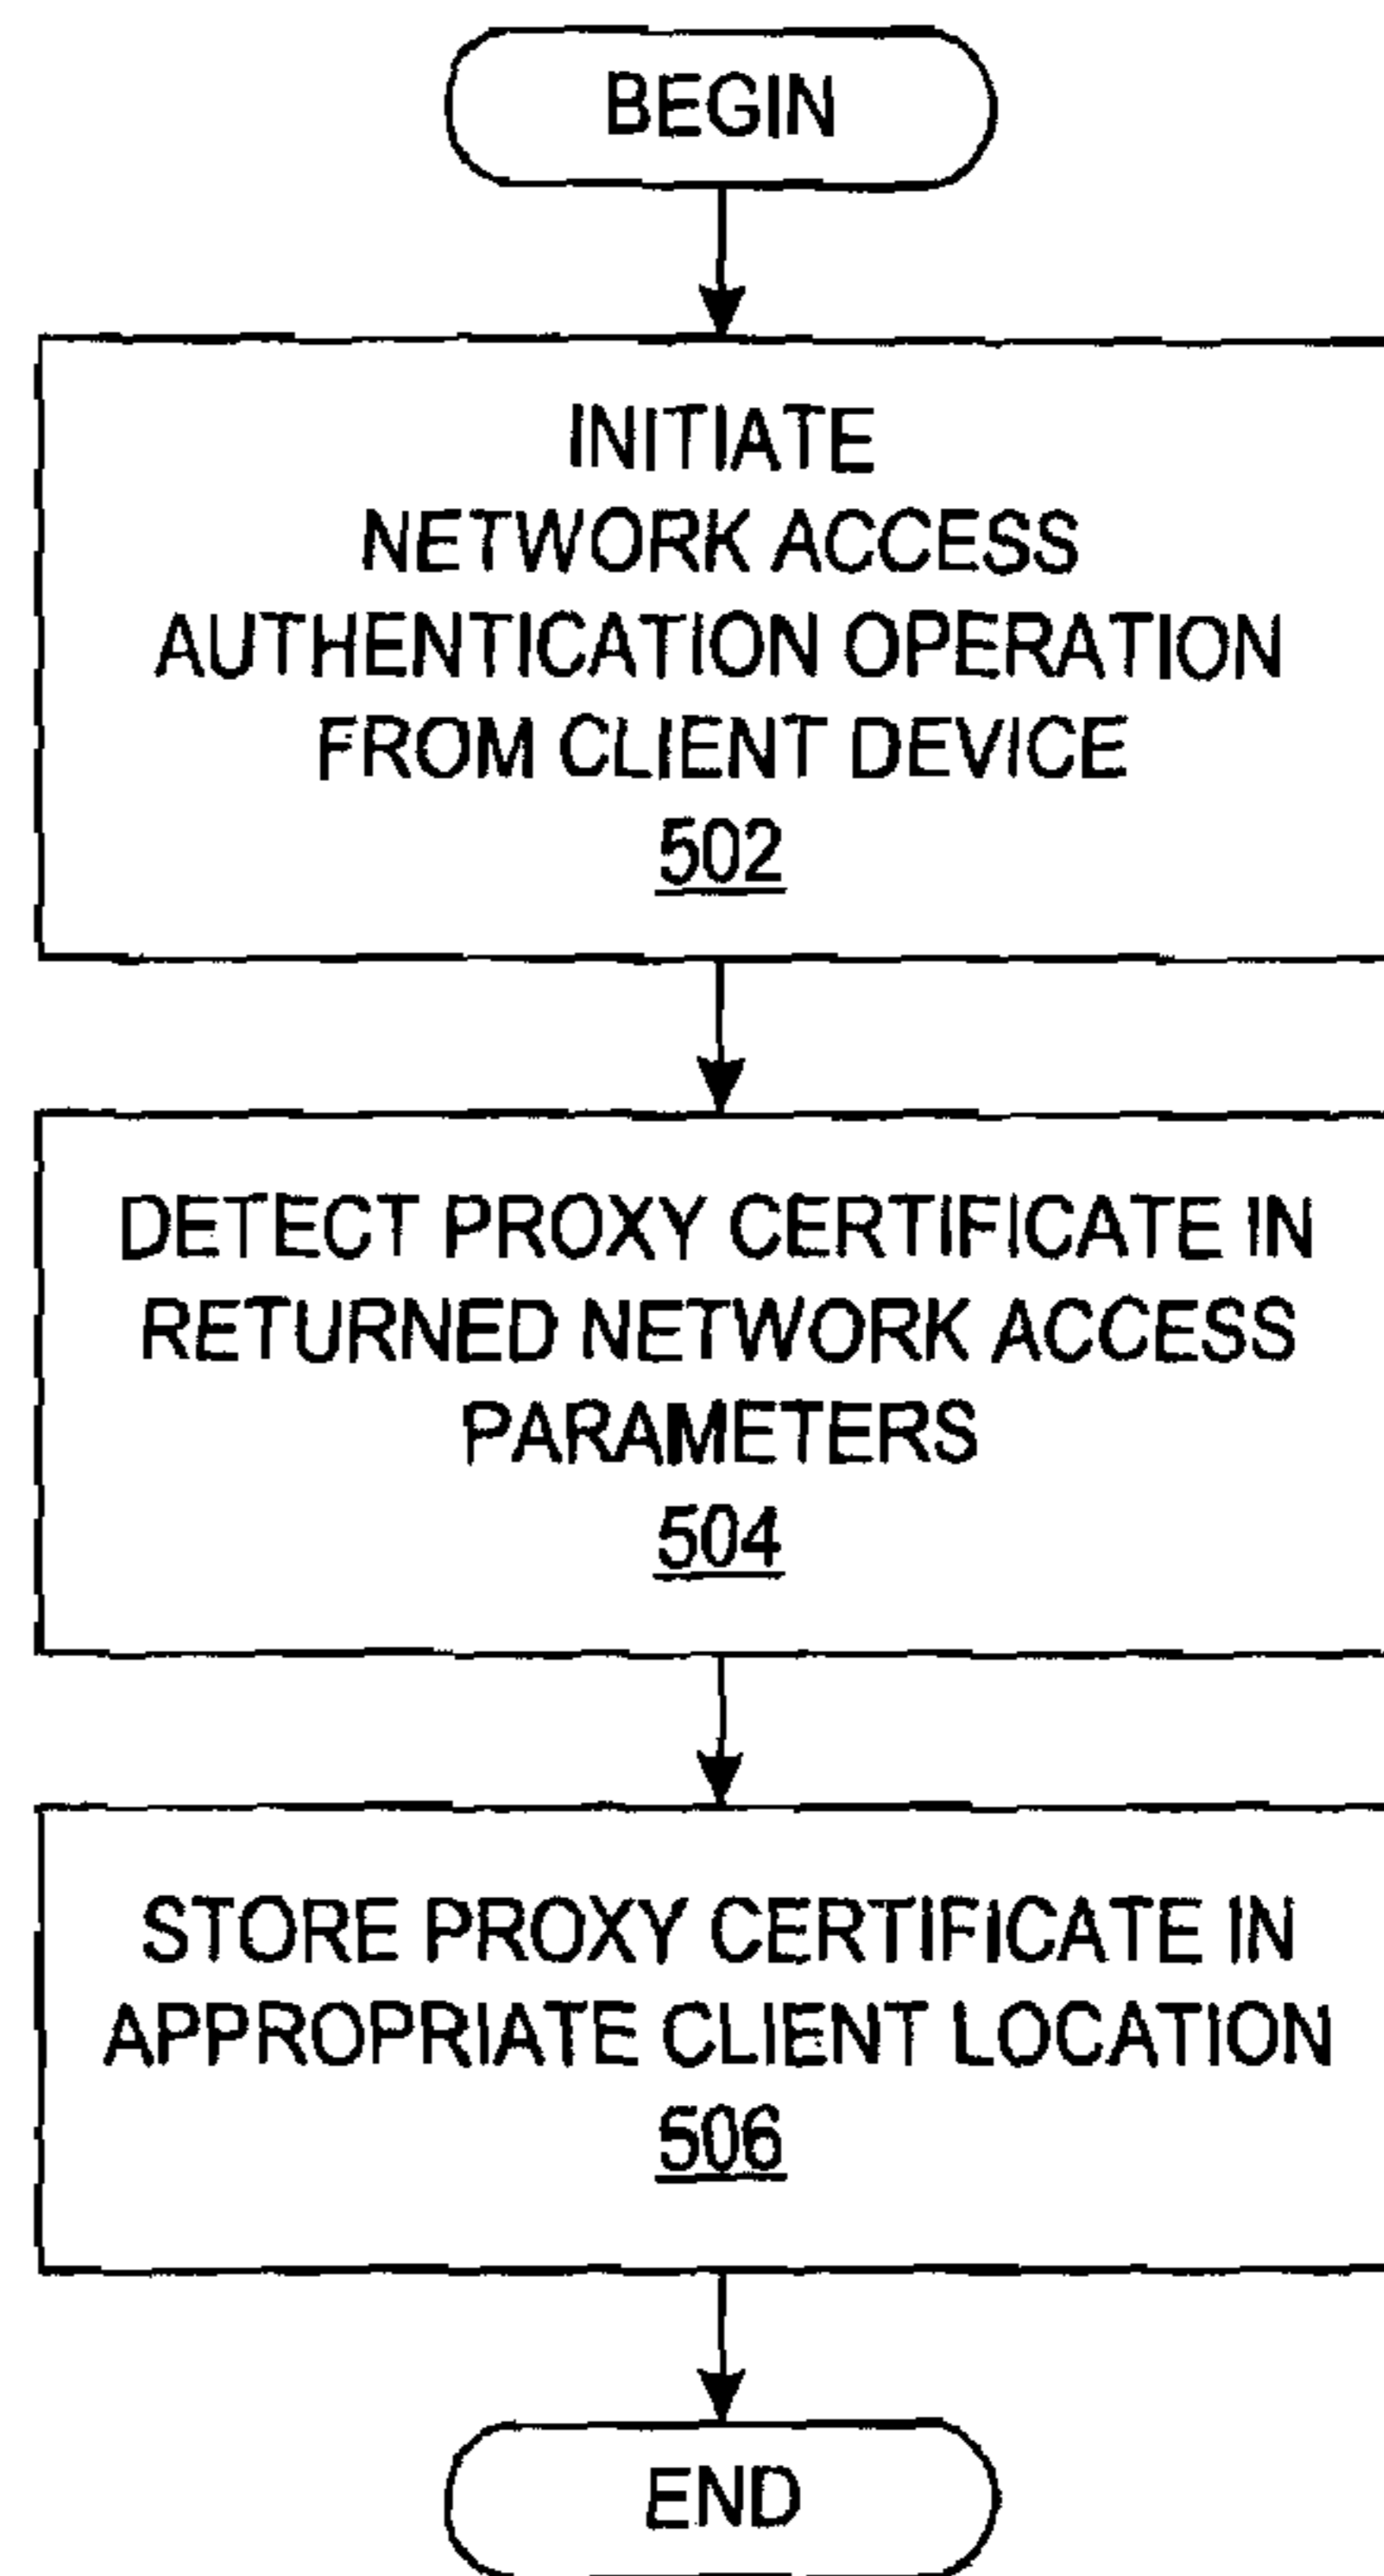 BEGIN
INITIATE
NETWORK ACCESS
AUTHENTICATION OPERATION
FROM CLIENT DEVICE
502
DETECT PROXY CERTIFICATE IN
RETURNED NETWORK ACCESS
PARAMETERS
504
STORE PROXY CERTIFICATE IN
APPROPRIATE CLIENT LOCATION
506
END